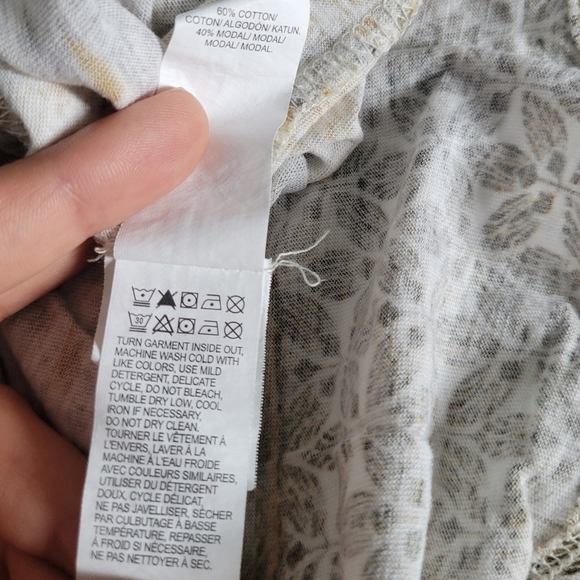 60% COTTON/
COTON/ALGODÓN/KATUN.
40% MODAL/ MODAL/
MODAL/ MODAL.
30
TURN GARMENT INSIDE OUT,
MACHINE WASH COLD WITH
LIKE COLORS, USE MILD
DETERGENT, DELICATE
CYCLE, DO NOT BLEACH,
TUMBLE DRY LOW, COOL
IRON IF NECESSARY.
DO NOT DRY CLEAN.
TOURNER LE VÊTEMENT À
L'ENVERS, LAVER À LA
MACHINE À L'EAU FROIDE
AVEC COULEURS SIMILAIRES,
UTILISER DU DÉTERGENT
DOUX, CYCLE DÉLICAT,
NE PAS JAVELLISER, SÉCHER
PAR CULBUTAGE À BASSE
TEMPÉRATURE, REPASSER
À FROID SI NÉCESSAIRE,
NE PAS NETTOYER À SEC.